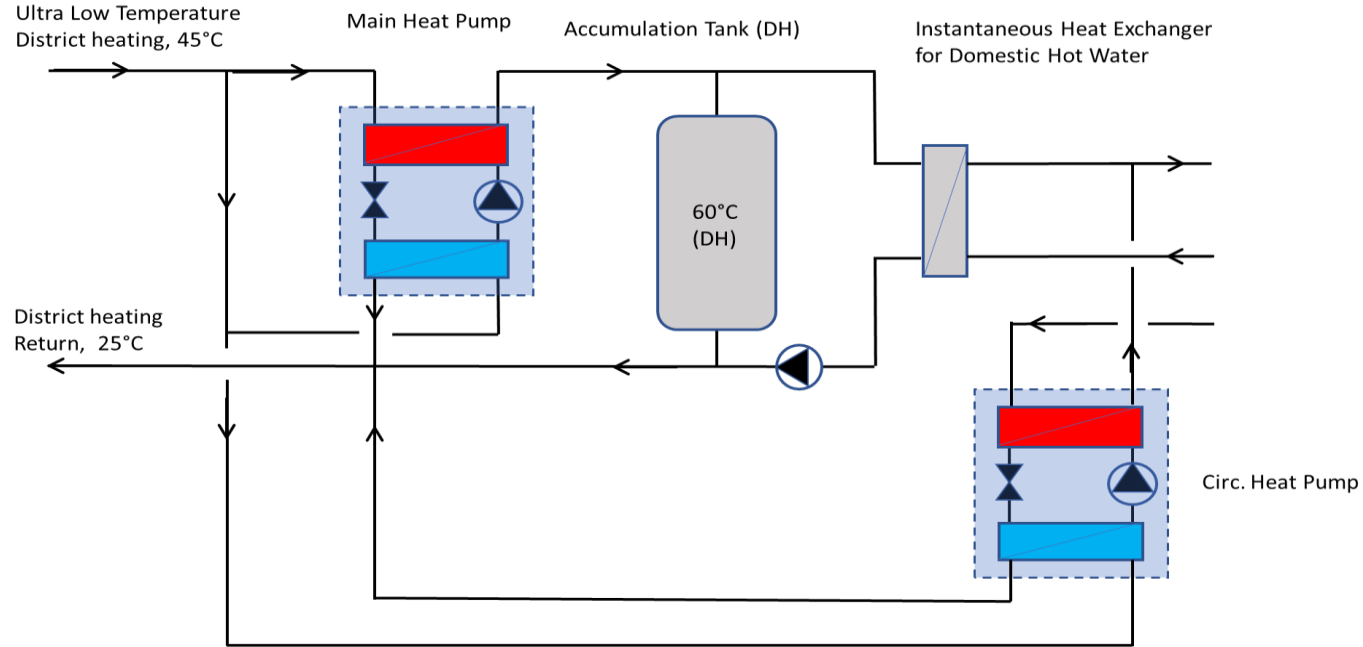 Ultra Low Temperature
District heating, 45°C
Main Heat Pump
Accumulation Tank (DH)
Instantaneous Heat Exchanger
for Domestic Hot Water
60°C
(DH)
District heating
Return, 25°C
Circ. Heat Pump